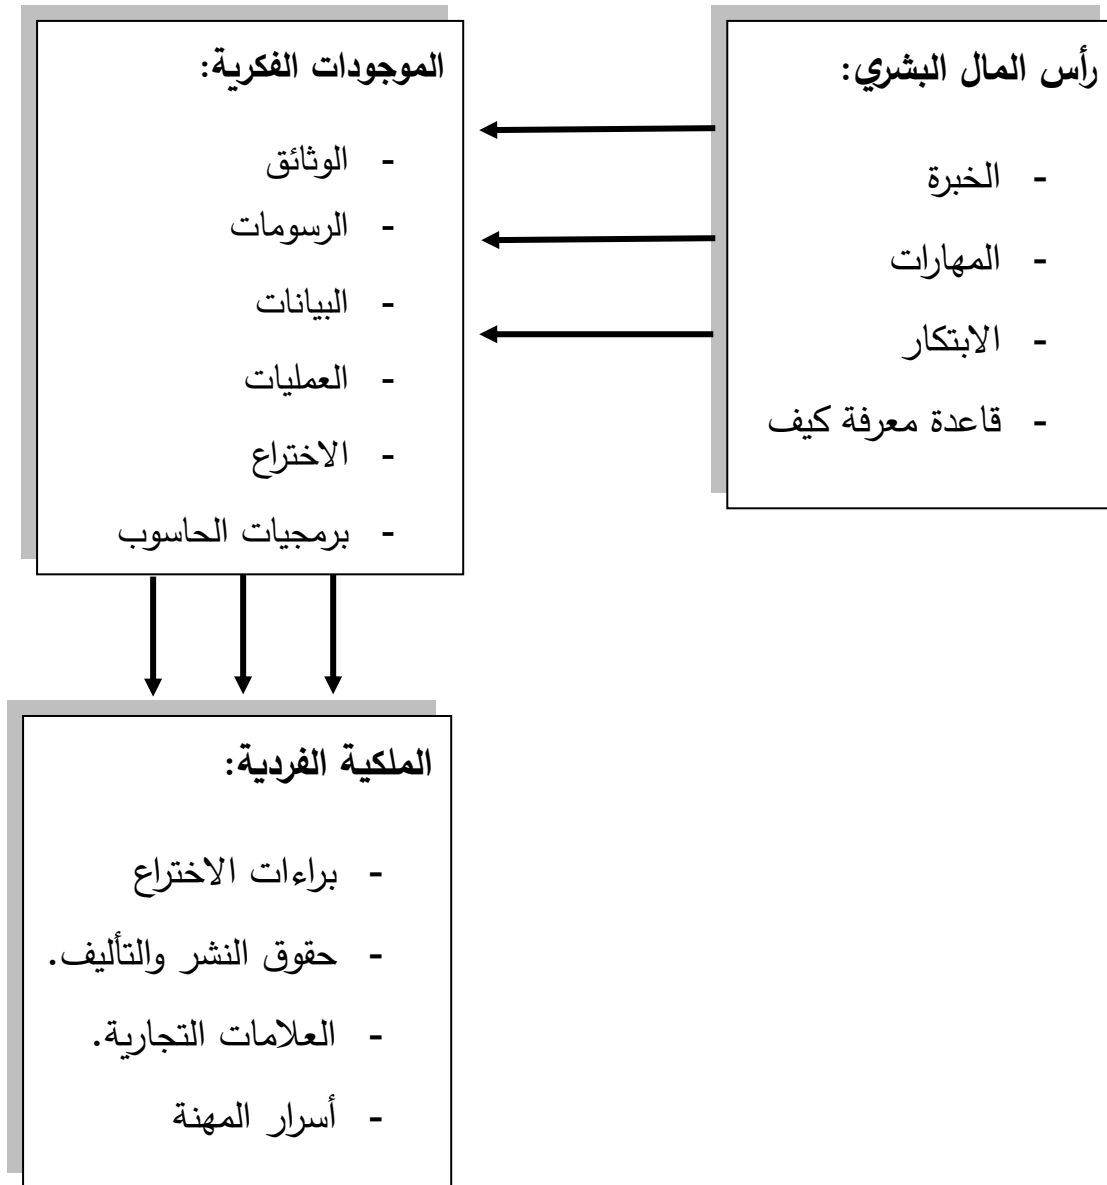 رأس المال البشري:
- الخبرة
- المهارات
- الابتكار
- قاعدة معرفة كيف
الموجودات الفكرية:
- الوثائق
- الرسومات
- البيانات
- العمليات
- الاختراع
- برمجيات الحاسوب
الملكية الفردية:
- براءات الاختراع
- حقوق النشر والتأليف.
- العلامات التجارية.
- أسرار المهنة